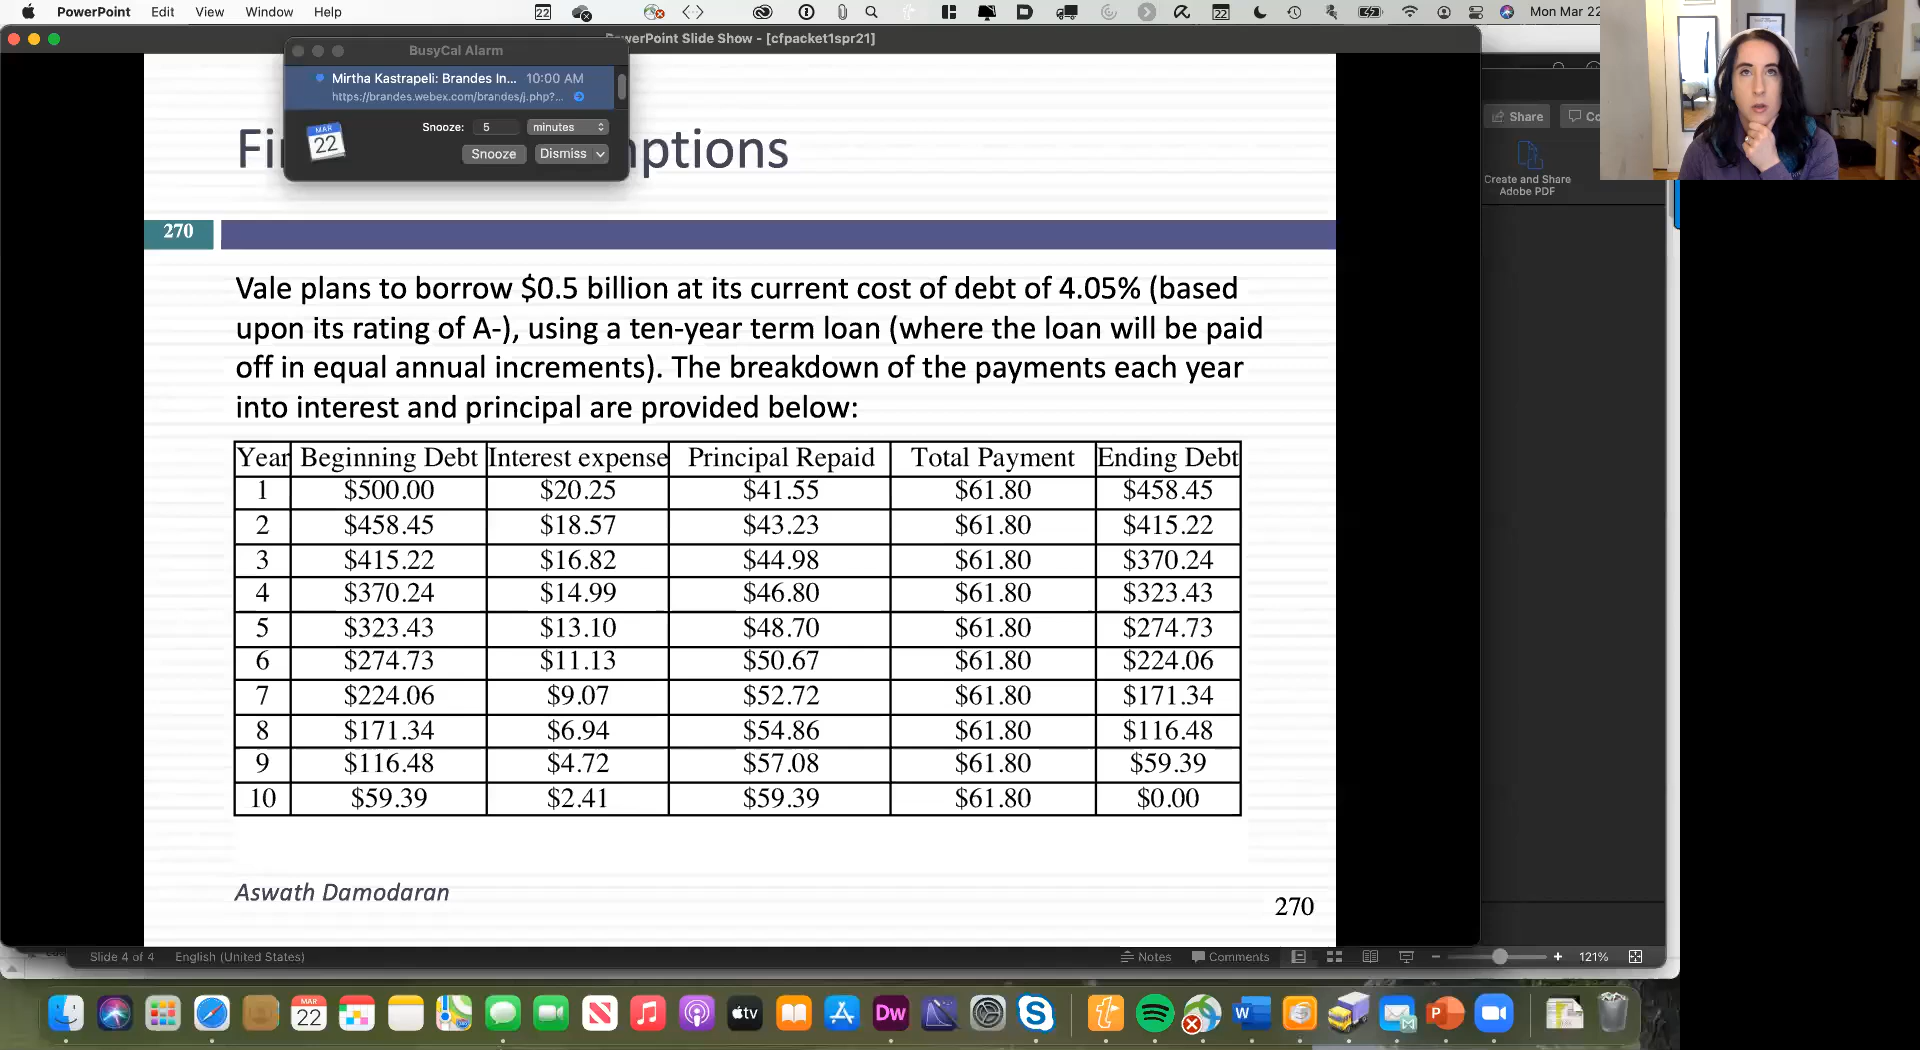 PowerPoint Edit View Window Help
22
22
Mon Mar 22
PowerPoint Slide Show - [cfpacket1spr21]
BusyCal Alarm
Mirtha Kastrapeli: Brandes In... 10:00 AM
https://brandes.webex.com/brandes/j.php?...
MAR
22
Snooze: 5 minutes
Snooze Dismiss
Share
Create and Share
Adobe PDF
270
Vale plans to borrow $0.5 billion at its current cost of debt of 4.05% (based
upon its rating of A-), using a ten-year term loan (where the loan will be paid
off in equal annual increments). The breakdown of the payments each year
into interest and principal are provided below:
Year Beginning Debt Interest expense Principal Repaid Total Payment Ending Debt
1 $500.00 $20.25 $41.55 $61.80 $458.45
2 $458.45 $18.57 $43.23 $61.80 $415.22
3 $415.22 $16.82 $44.98 $61.80 $370.24
4 $370.24 $14.99 $46.80 $61.80 $323.43
5 $323.43 $13.10 $48.70 $61.80 $274.73
6 $274.73 $11.13 $50.67 $61.80 $224.06
7 $224.06 $9.07 $52.72 $61.80 $171.34
8 $171.34 $6.94 $54.86 $61.80 $116.48
9 $116.48 $4.72 $57.08 $61.80 $59.39
10 $59.39 $2.41 $59.39 $61.80 $0.00
Aswath Damodaran
270
Slide 4 of 4 English (United States)
Notes Comments 121%
MAR
22
tv
Dw